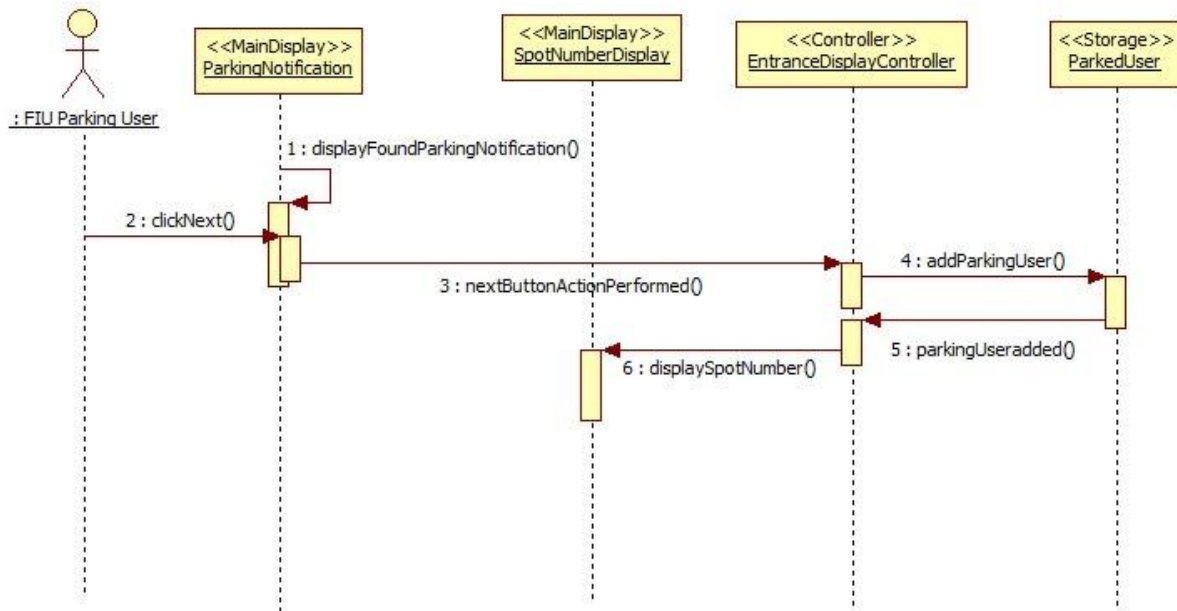 <<MainDisplay>>
ParkingNotification
<<MainDisplay>>
SpotNumberDisplay
<<Controller>>
EntranceDisplayController
<<Storage>>
ParkedUser
: FIU Parking User
1 : displayFoundParkingNotification()
2 : clickNext()
3 : nextButtonActionPerformed()
4 : addParkingUser()
5 : parkingUseradded()
6 : displaySpotNumber()